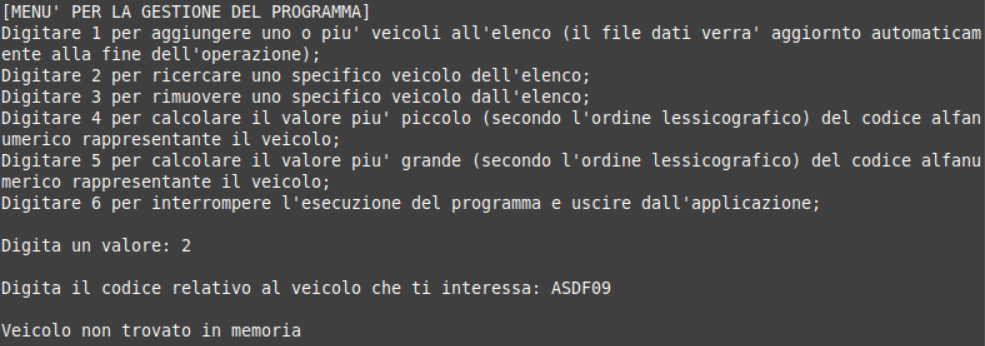 [MENU' PER LA GESTIONE DEL PROGRAMMA]
Digitare 1 per aggiungere uno o piu' veicoli all'elenco (il file dati verra' aggiornto automaticam
ente alla fine dell'operazione);
Digitare 2 per ricercare uno specifico veicolo dell'elenco;
Digitare 3 per rimuovere uno specifico veicolo dall'elenco;
Digitare 4 per calcolare il valore piu' piccolo (secondo l'ordine lessicografico) del codice alfan
umerico rappresentante il veicolo;
Digitare 5 per calcolare il valore piu' grande (secondo l'ordine lessicografico) del codice alfanu
merico rappresentante il veicolo;
Digitare 6 per interrompere l'esecuzione del programma e uscire dall'applicazione;
Digita un valore: 2
Digita il codice relativo al veicolo che ti interessa: ASDF09
Veicolo non trovato in memoria